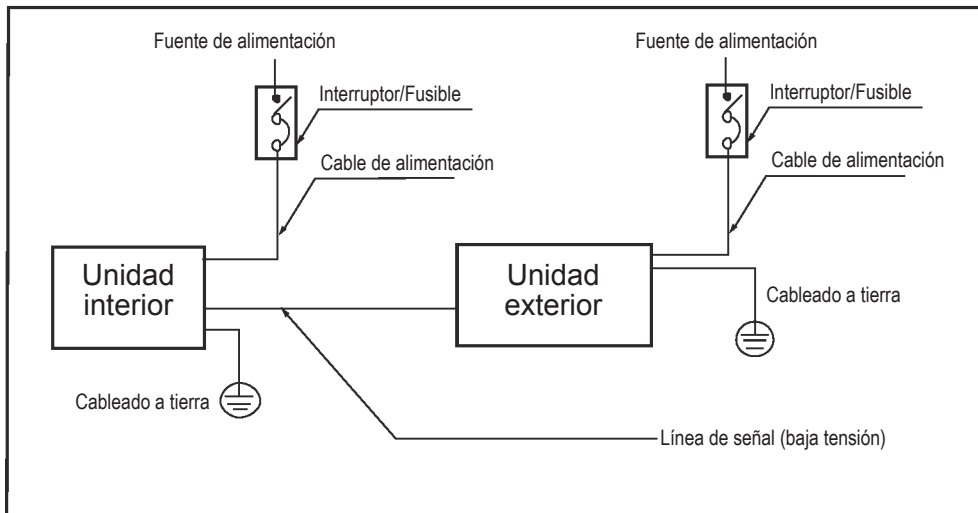 Fuente de alimentación
Fuente de alimentación
Interruptor/Fusible
Interruptor/Fusible
Cable de alimentación
Cable de alimentación
Unidad
interior
Unidad
exterior
Cableado a tierra
Cableado a tierra
Línea de señal (baja tensión)